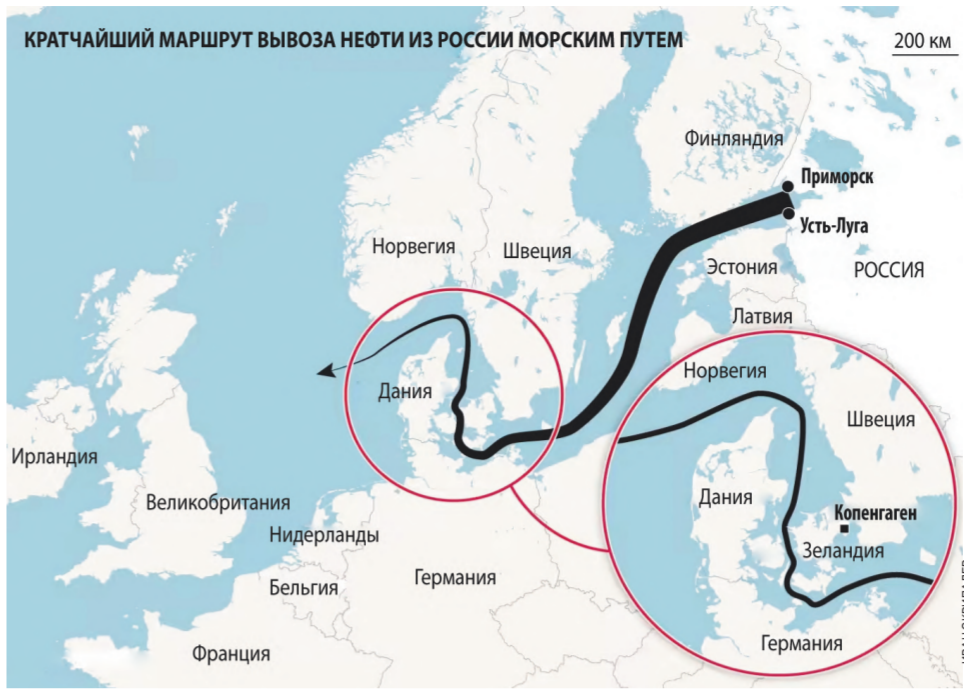 КРАТЧАЙШИЙ МАРШРУТ ВЫВОЗА НЕФТИ ИЗ РОССИИ МОРСКИМ ПУТЕМ
200 км
Финляндия
Приморск
Усть-Луга
Норвегия
Швеция
Эстония
РОССИЯ
Латвия
Дания
Норвегия
Швеция
Ирландия
Великобритания
Нидерланды
Бельгия
Германия
Франция
Дания
Копенгаген
Зеландия
Германия